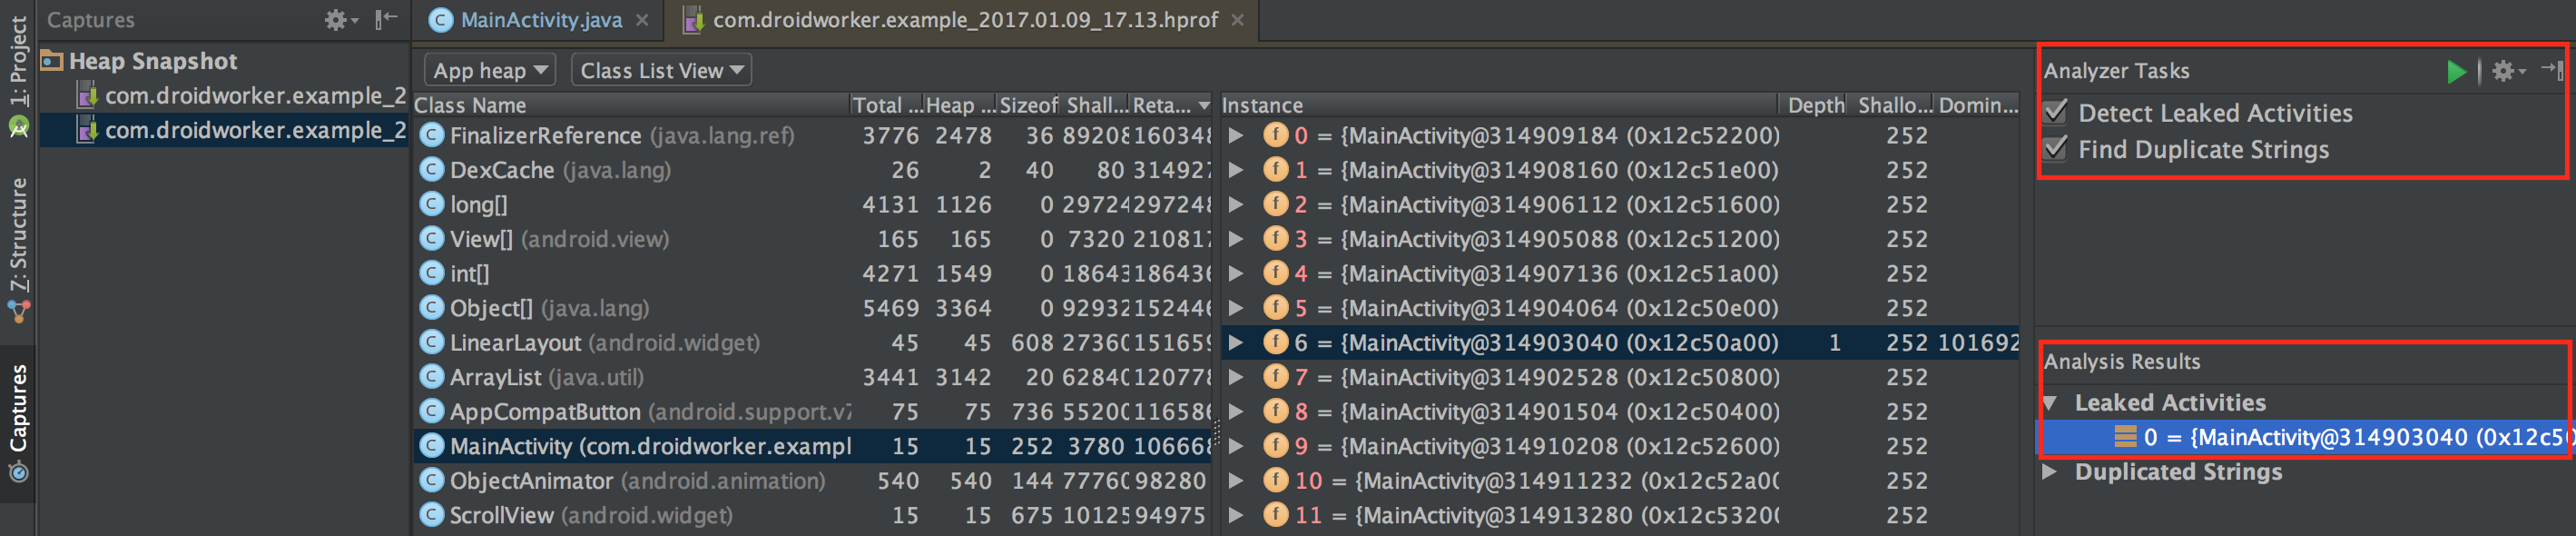 1: Project
Z: Structure
Captures
Captures
Heap Snapshot
com.droidworker.example_2
com.droidworker.example_2
MainActivity.java
com.droidworker.example_2017.01.09_17.13.hprof
App heap
Class List View
Class Name Total ... Heap ... Sizeof Shall... Reta...
FinalizerReference (java.lang.ref) 3776 2478 36 89208 160348
DexCache (java.lang) 26 2 40 80 314927
long[] 4131 1126 0 29724 297248
View[] (android.view) 165 165 0 7320 210817
int[] 4271 1549 0 18643 186436
Object[] (java.lang) 5469 3364 0 92932 152446
LinearLayout (android.widget) 45 45 608 27360 151659
ArrayList (java.util) 3441 3142 20 62840 120778
AppCompatButton (android.support.v7 75 75 736 55200 116586
MainActivity (com.droidworker.exampl 15 15 252 3780 106668
ObjectAnimator (android.animation) 540 540 144 77760 98280
ScrollView (android.widget) 15 15 675 10125 94975
Instance Depth Shallo... Domin...
0 = {MainActivity@314909184 (0x12c52200) 252
1 = {MainActivity@314908160 (0x12c51e00) 252
2 = {MainActivity@314906112 (0x12c51600) 252
3 = {MainActivity@314905088 (0x12c51200) 252
4 = {MainActivity@314907136 (0x12c51a00) 252
5 = {MainActivity@314904064 (0x12c50e00) 252
6 = {MainActivity@314903040 (0x12c50a00) 1 252 101692
7 = {MainActivity@314902528 (0x12c50800) 252
8 = {MainActivity@314901504 (0x12c50400) 252
9 = {MainActivity@314910208 (0x12c52600) 252
10 = {MainActivity@314911232 (0x12c52a00 252
11 = {MainActivity@314913280 (0x12c53200 252
Analyzer Tasks
Detect Leaked Activities
Find Duplicate Strings
Analysis Results
Leaked Activities
0 = {MainActivity@314903040 (0x12c50
Duplicated Strings